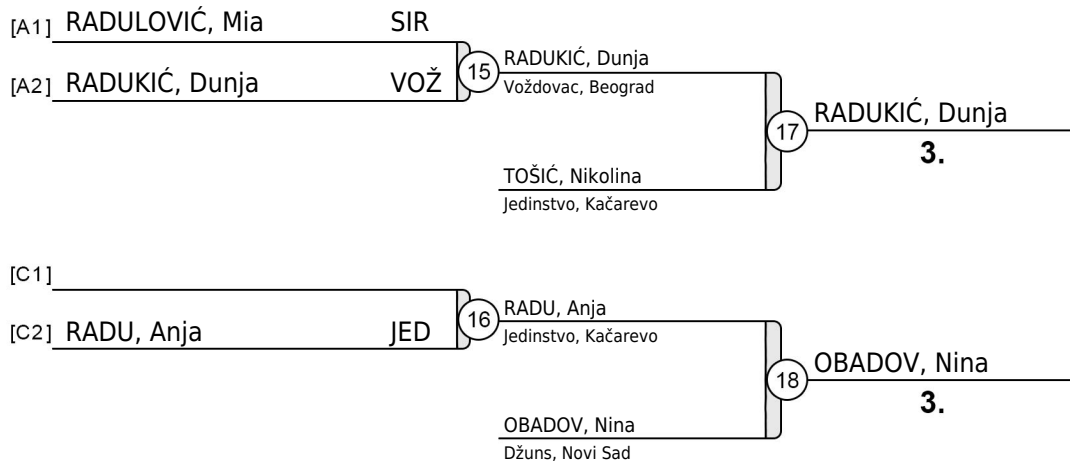 [A1] RADULOVIĆ, Mia SIR
[A2] RADUKIĆ, Dunja VOŽ
15
RADUKIĆ, Dunja
Voždovac, Beograd
TOŠIĆ, Nikolina
Jedinstvo, Kačarevo
17
RADUKIĆ, Dunja
3.
[C1]
[C2] RADU, Anja JED
16
RADU, Anja
Jedinstvo, Kačarevo
OBADOV, Nina
Džuns, Novi Sad
18
OBADOV, Nina
3.